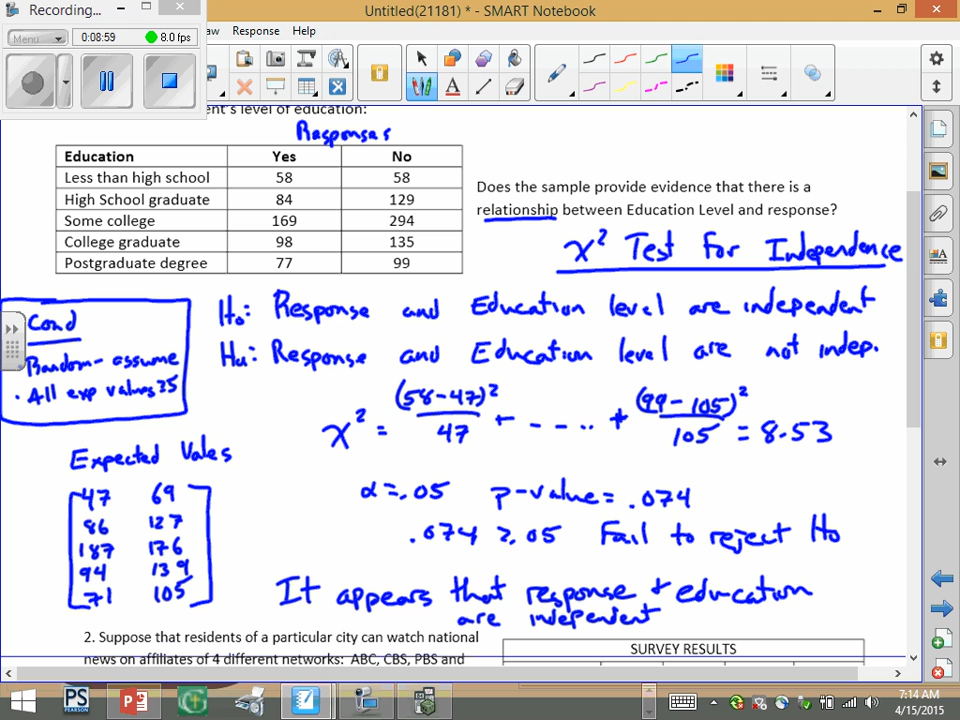 Recording...
Untitled(21181) * - SMART Notebook
Menu
0:08:59
8.0 fps
aw Response Help
ent's level of education:
Responses
Education Yes No
Less than high school 58 58
High School graduate 84 129
Some college 169 294
College graduate 98 135
Postgraduate degree 77 99
Does the sample provide evidence that there is a
relationship between Education Level and response?
χ² Test For Independence
Cond
Random - assume
· All exp values ≥5
H₀: Response and Education level are independent
Ha: Response and Education level are not indep.
χ² = (58-47)²/47 + - - - .. + (99-105)²/105 = 8.53
Expected Vales
47 69
86 127
187 176
94 139
71 105
α = .05 p-value = .074
.074 > .05 Fail to reject H₀
It appears that response + education
are independent
2. Suppose that residents of a particular city can watch national
news on affiliates of 4 different networks: ABC, CBS, PBS and
SURVEY RESULTS
PS
PEARSON
7:14 AM
4/15/2015